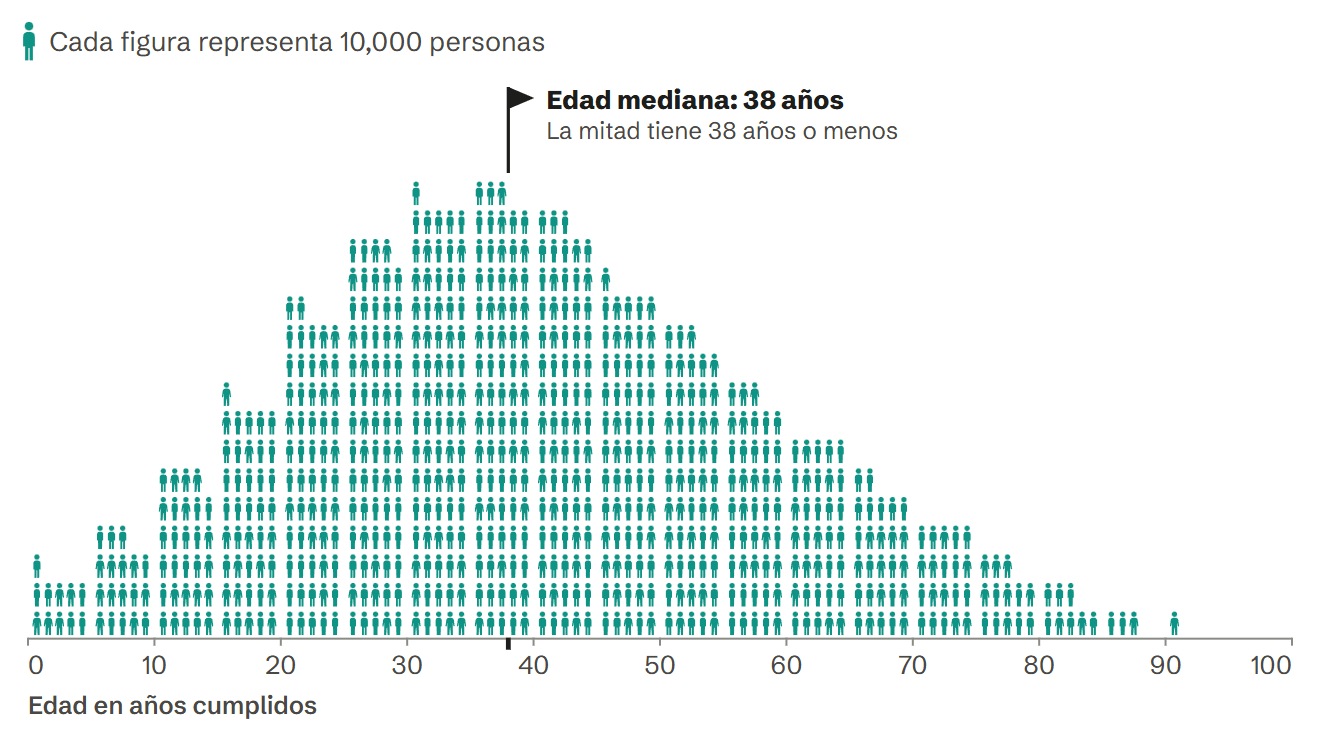 Cada figura representa 10,000 personas
Edad mediana: 38 años
La mitad tiene 38 años o menos
0 10 20 30 40 50 60 70 80 90 100
Edad en años cumplidos